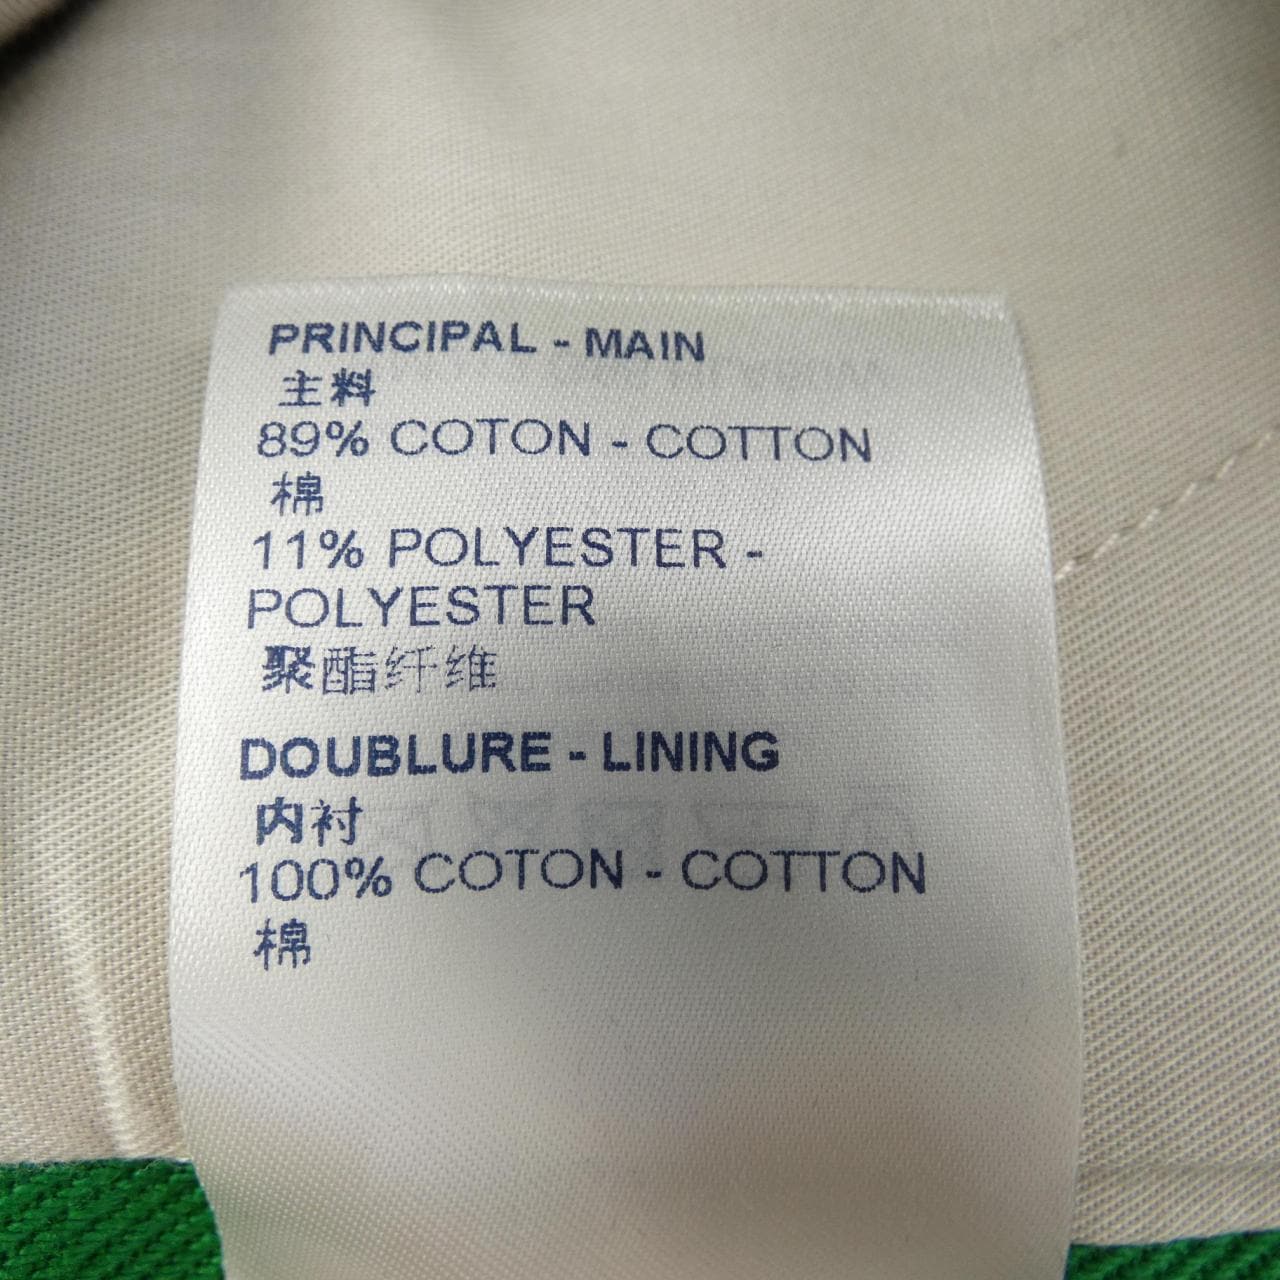 PRINCIPAL - MAIN
主料
89% COTON - COTTON
棉
11% POLYESTER -
POLYESTER
聚酯纤维
DOUBLURE - LINING
内衬
100% COTON - COTTON
棉